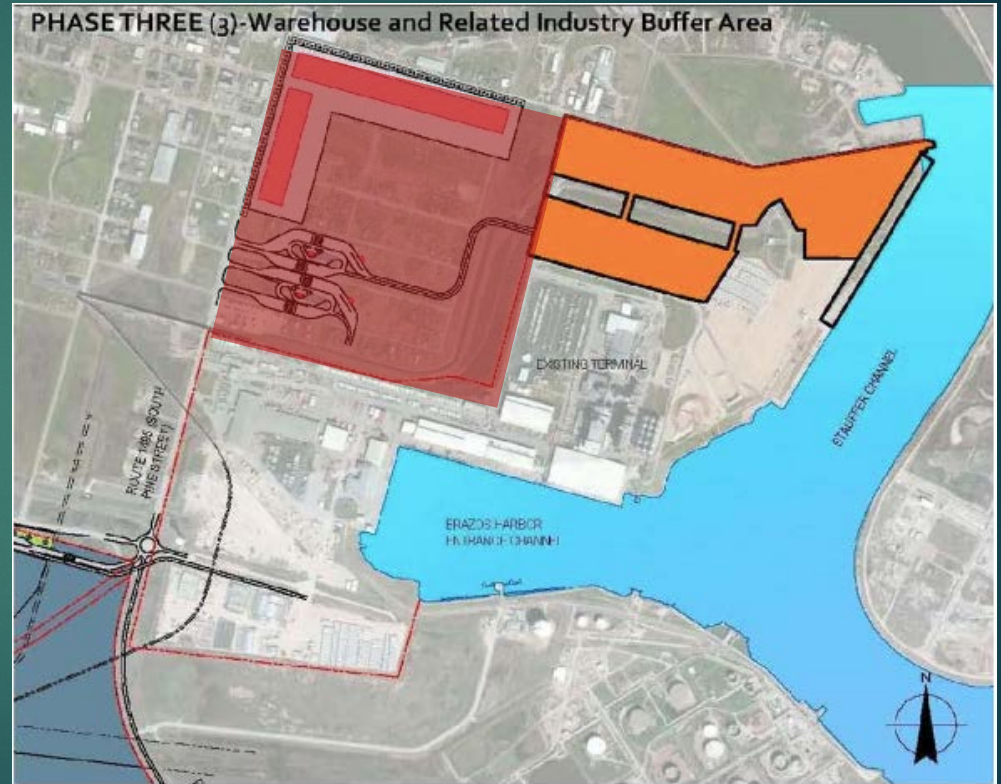 PHASE THREE (3)-Warehouse and Related Industry Buffer Area
EXISTING TERMINAL
STAUFFER CHANNEL
ROUTE 1495 (SOUTH
PINE STREET)
BRAZOS HARBOR
ENTRANCE CHANNEL
N